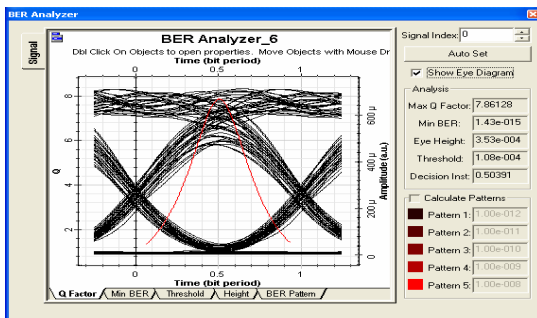 BER Analyzer
Signal
BER Analyzer_6
Dbl Click On Objects to open properties. Move Objects with Mouse Dr
Time (bit period)
0 0.5 1
Q
8
6
4
2
Amplitude (a.u.)
600 µ
400 µ
200 µ
0
0 0.5 1
Time (bit period)
Q Factor Min BER Threshold Height BER Pattern
Signal Index: 0
Auto Set
Show Eye Diagram
Analysis
Max Q Factor: 7.86128
Min BER: 1.43e-015
Eye Height: 3.53e-004
Threshold: 1.08e-004
Decision Inst: 0.50391
Calculate Patterns
Pattern 1: 1.00e-012
Pattern 2: 1.00e-011
Pattern 3: 1.00e-010
Pattern 4: 1.00e-009
Pattern 5: 1.00e-008